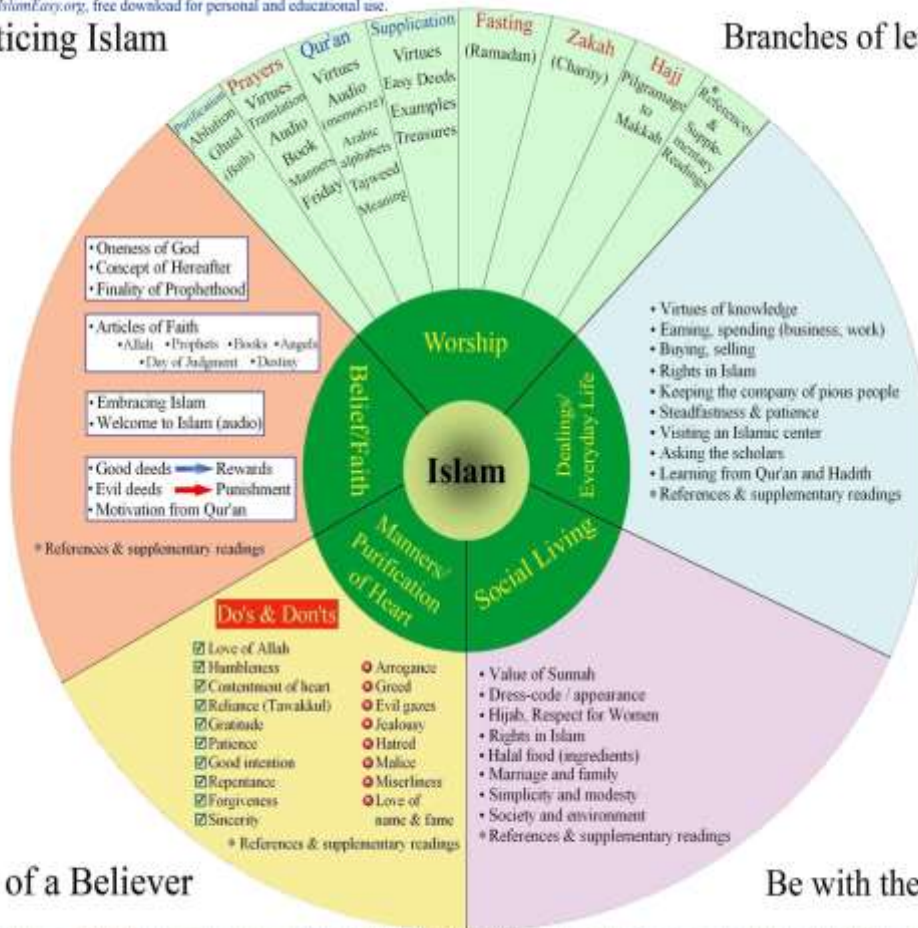 IslamEasy.org, free download for personal and educational use.
ticing Islam
Branches of le
Purification
Ablution
Ghusl
(Bath)
Prayers
Virtues
Translation
Audio
Book
Manners
Friday
Qur'an
Virtues
Audio
(memorize)
Arabic
alphabets
Tajweed
Meaning
Supplication
Virtues
Easy Deeds
Examples
Treasures
Fasting
(Ramadan)
Zakah
(Charity)
Hajj
Pilgramage
to
Makkah
*References
&
Supple-
mentary
Readings
Worship
Belief/Faith
Dealings/
Everyday Life
Islam
Manners/
Purification
of Heart
Social Living
• Oneness of God
• Concept of Hereafter
• Finality of Prophethood
• Articles of Faith
•Allah •Prophets •Books •Angels
•Day of Judgment •Destiny
• Embracing Islam
• Welcome to Islam (audio)
• Good deeds Rewards
• Evil deeds Punishment
• Motivation from Qur'an
* References & supplementary readings
• Virtues of knowledge
• Earning, spending (business, work)
• Buying, selling
• Rights in Islam
• Keeping the company of pious people
• Steadfastness & patience
• Visiting an Islamic center
• Asking the scholars
• Learning from Qur'an and Hadith
* References & supplementary readings
Do's & Don'ts
Love of Allah
Humbleness
Contentment of heart
Reliance (Tawakkul)
Gratitude
Patience
Good intention
Repentance
Forgiveness
Sincerity
Arrogance
Greed
Evil gazes
Jealousy
Hatred
Malice
Miserliness
Love of
name & fame
* References & supplementary readings
• Value of Sunnah
• Dress-code / appearance
• Hijab, Respect for Women
• Rights in Islam
• Halal food (ingredients)
• Marriage and family
• Simplicity and modesty
• Society and environment
* References & supplementary readings
of a Believer
Be with the